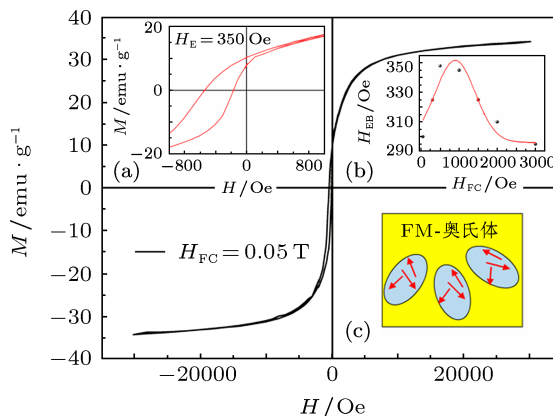 40
30
20
10
0
−10
−20
−30
−40
M/emu·g⁻¹
−20000
0
20000
H/Oe
H_FC=0.05 T
20
0
−20
M/emu·g⁻¹
H_E=350 Oe
(a)
−800
0
800
H/Oe
350
330
310
290
H_EB/Oe
(b)
0
1000
2000
3000
H_FC/Oe
FM-奥氏体
(c)